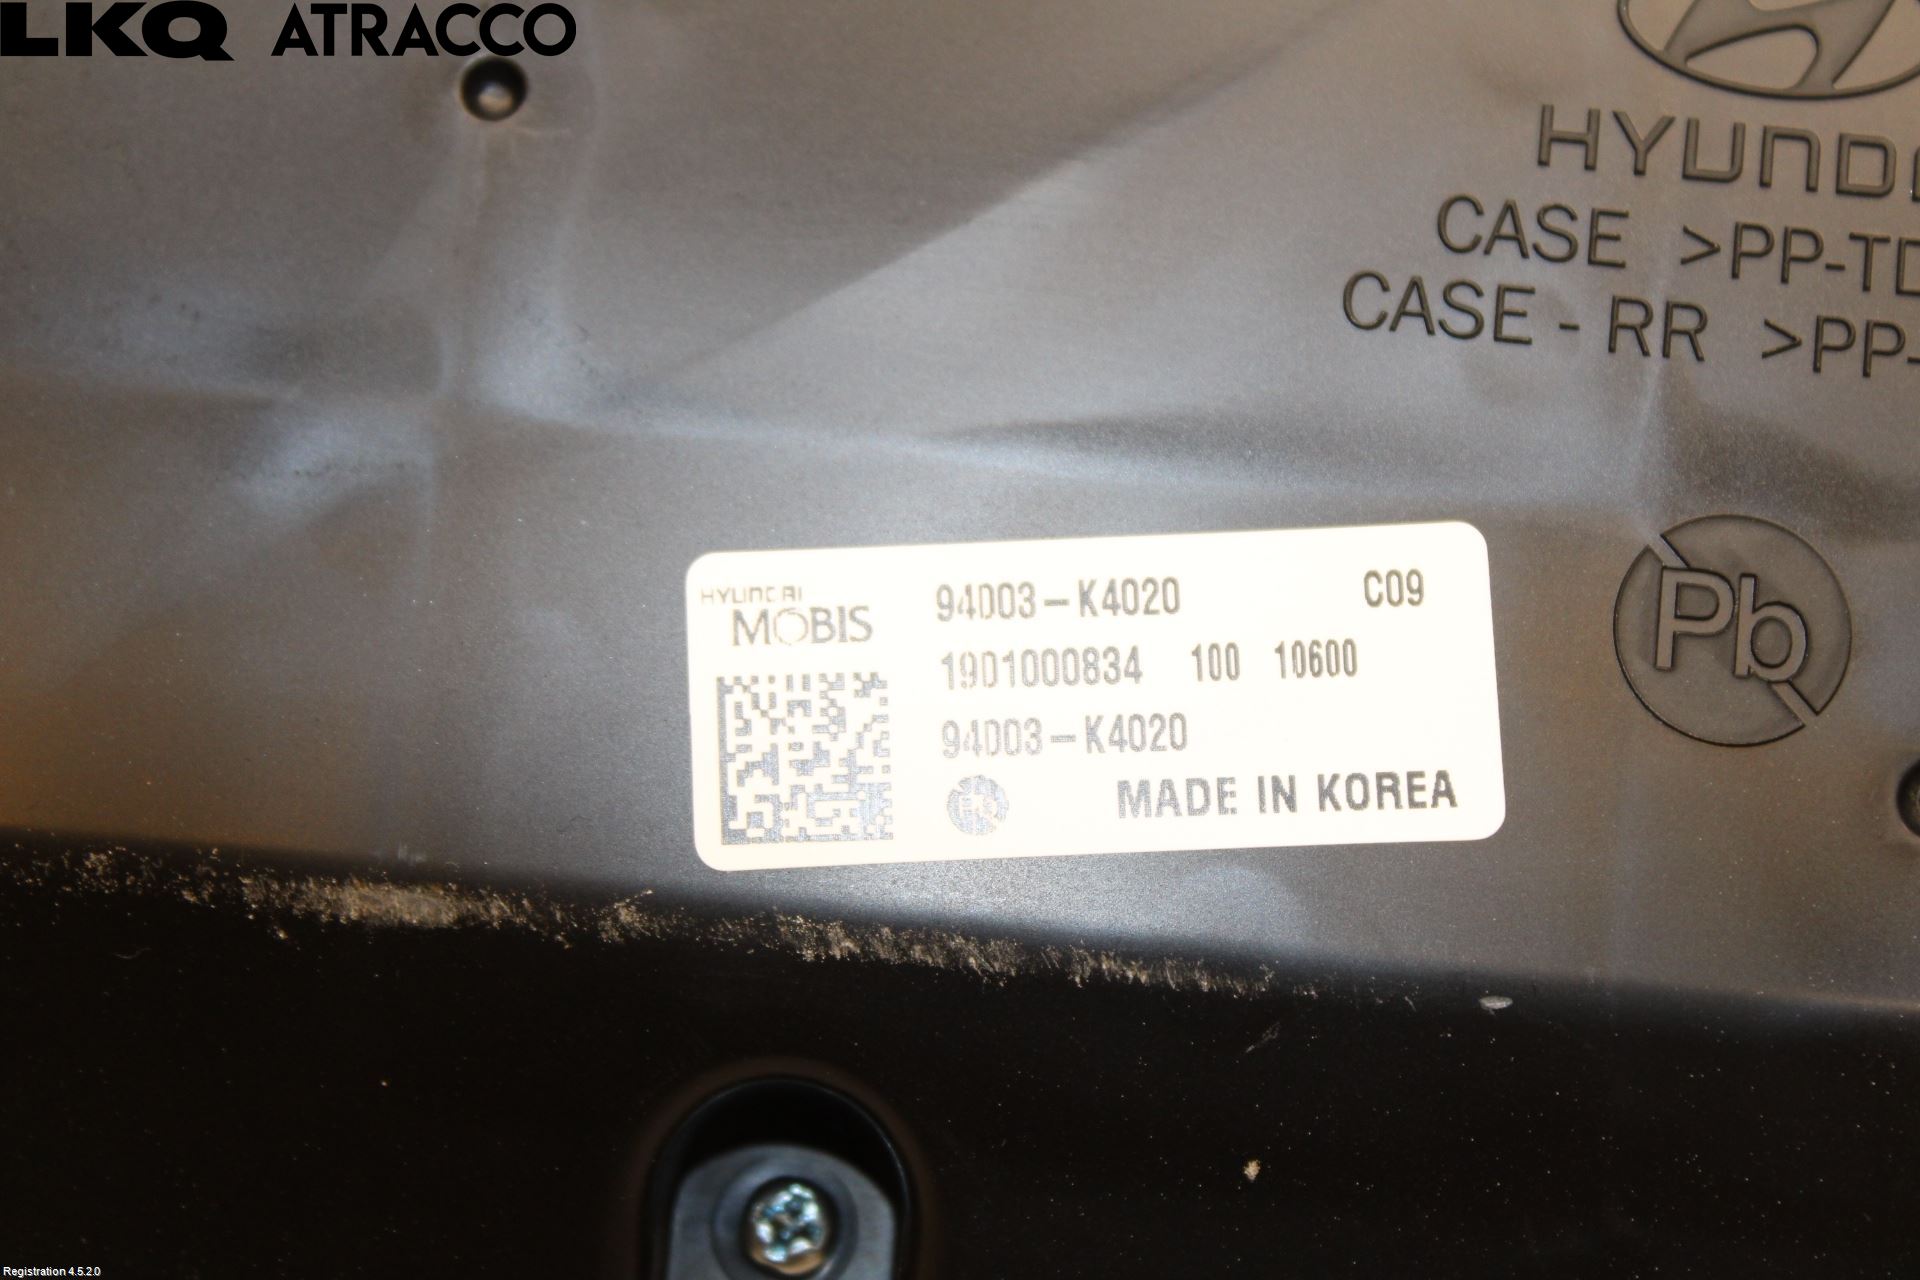 LKQ ATRACCO
HYUND
CASE >PP-TD
CASE - RR >PP-
HYUNDAI
MOBIS
94D03-K4020 C09
19D1000834 100 10600
94D03-K4020
MADE IN KOREA
Pb
Registration 4.5.2.0